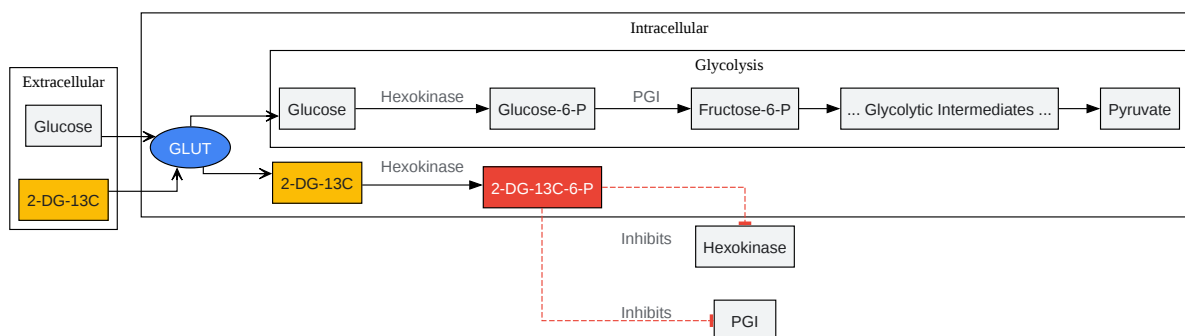 Intracellular
Glycolysis
Extracellular
Glucose
GLUT
Glucose
Hexokinase
Glucose-6-P
PGI
Fructose-6-P
... Glycolytic Intermediates ...
Pyruvate
2-DG-13C
2-DG-13C
Hexokinase
2-DG-13C-6-P
Inhibits
Hexokinase
Inhibits
PGI